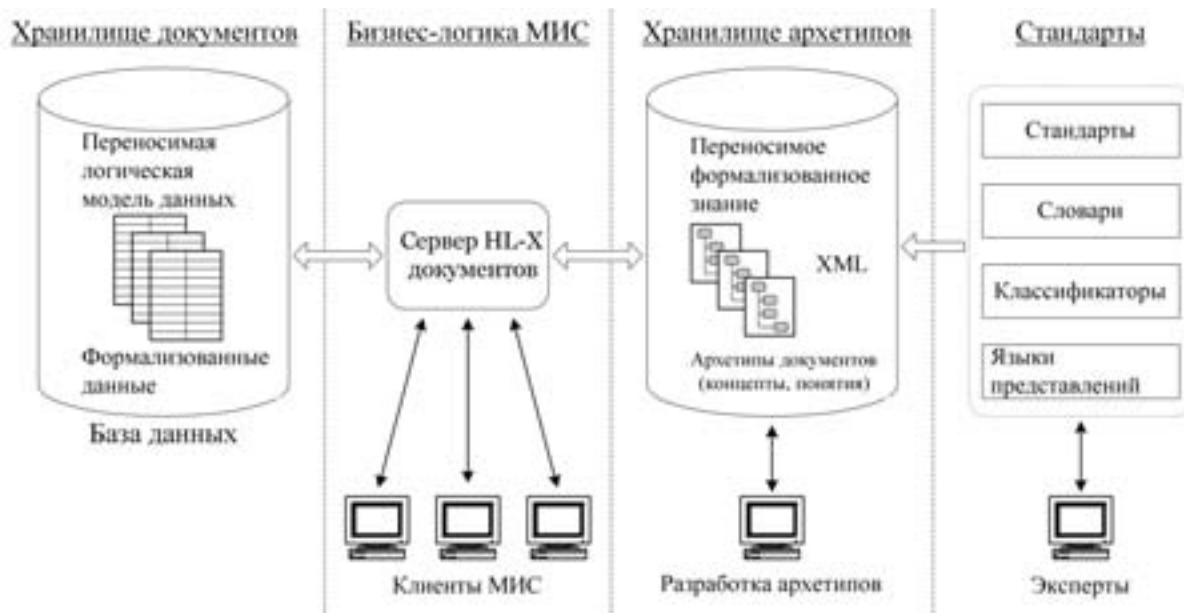 Хранилище документов
Бизнес-логика МИС
Хранилище архетипов
Стандарты
Переносимая
логическая
модель данных
Формализованные
данные
База данных
Сервер HL-X
документов
Клиенты МИС
Переносимое
формализованное
знание
XML
Архетипы документов
(концепты, понятия)
Разработка архетипов
Стандарты
Словари
Классификаторы
Языки
представлений
Эксперты